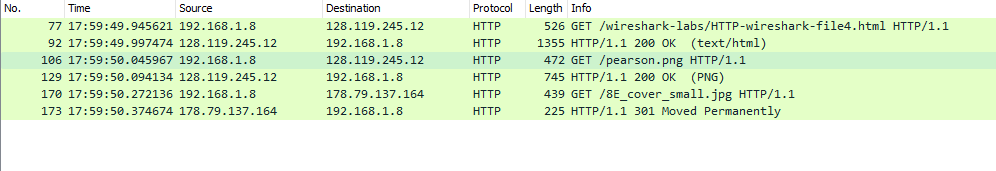 No. Time Source Destination Protocol Length Info
77 17:59:49.945621 192.168.1.8 128.119.245.12 HTTP 526 GET /wireshark-labs/HTTP-wireshark-file4.html HTTP/1.1
92 17:59:49.997474 128.119.245.12 192.168.1.8 HTTP 1355 HTTP/1.1 200 OK (text/html)
106 17:59:50.045967 192.168.1.8 128.119.245.12 HTTP 472 GET /pearson.png HTTP/1.1
129 17:59:50.094134 128.119.245.12 192.168.1.8 HTTP 745 HTTP/1.1 200 OK (PNG)
170 17:59:50.272136 192.168.1.8 178.79.137.164 HTTP 439 GET /8E_cover_small.jpg HTTP/1.1
173 17:59:50.374674 178.79.137.164 192.168.1.8 HTTP 225 HTTP/1.1 301 Moved Permanently